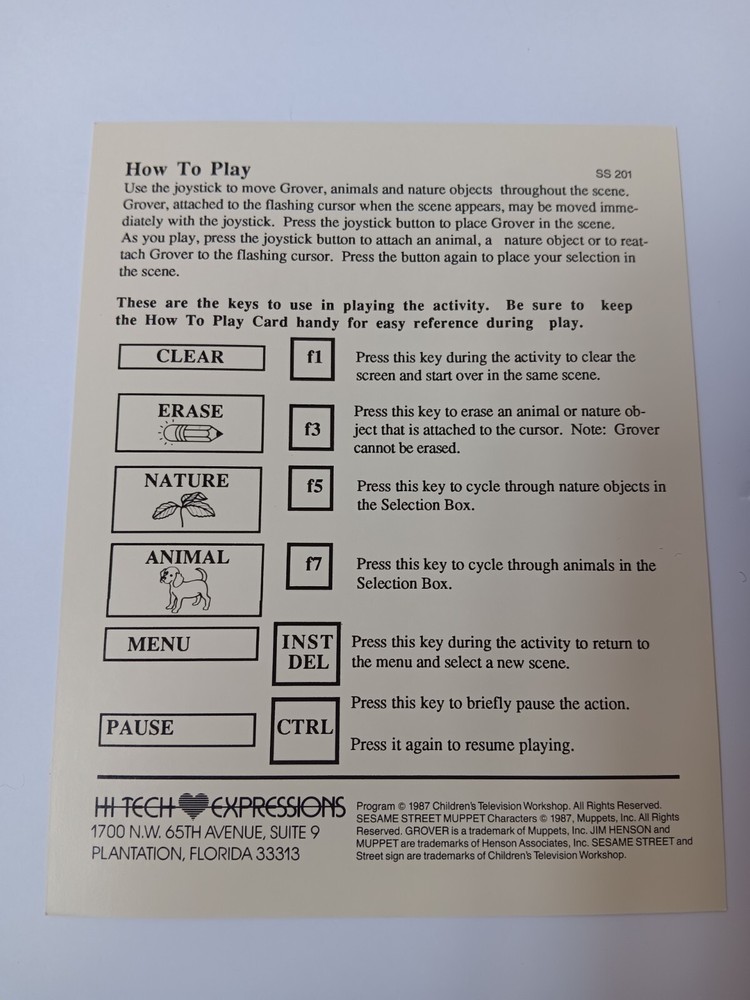 How To Play
SS 201
Use the joystick to move Grover, animals and nature objects throughout the scene.
Grover, attached to the flashing cursor when the scene appears, may be moved imme-
diately with the joystick. Press the joystick button to place Grover in the scene.
As you play, press the joystick button to attach an animal, a nature object or to reat-
tach Grover to the flashing cursor. Press the button again to place your selection in
the scene.
These are the keys to use in playing the activity. Be sure to keep
the How To Play Card handy for easy reference during play.
CLEAR
f1
Press this key during the activity to clear the
screen and start over in the same scene.
ERASE
f3
Press this key to erase an animal or nature ob-
ject that is attached to the cursor. Note: Grover
cannot be erased.
NATURE
f5
Press this key to cycle through nature objects in
the Selection Box.
ANIMAL
f7
Press this key to cycle through animals in the
Selection Box.
MENU
INST
DEL
Press this key during the activity to return to
the menu and select a new scene.
PAUSE
CTRL
Press this key to briefly pause the action.
Press it again to resume playing.
HI TECH EXPRESSIONS
1700 N.W. 65TH AVENUE, SUITE 9
PLANTATION, FLORIDA 33313
Program © 1987 Children's Television Workshop. All Rights Reserved.
SESAME STREET MUPPET Characters © 1987, Muppets, Inc. All Rights
Reserved. GROVER is a trademark of Muppets, Inc. JIM HENSON and
MUPPET are trademarks of Henson Associates, Inc. SESAME STREET and
Street sign are trademarks of Children's Television Workshop.